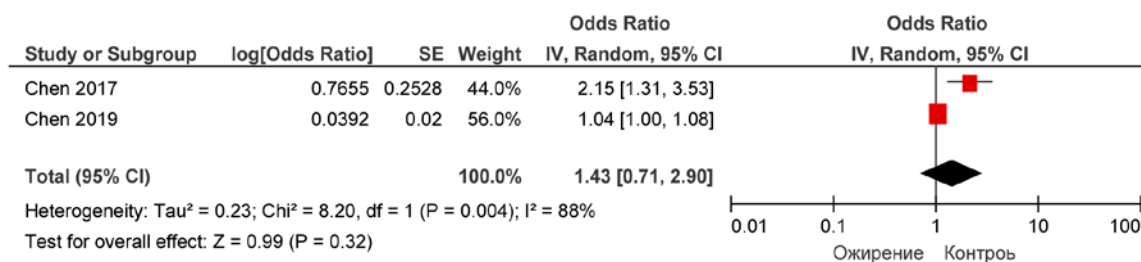 Odds Ratio Odds Ratio
Study or Subgroup log[Odds Ratio] SE Weight IV, Random, 95% CI IV, Random, 95% CI
Chen 2017 0.7655 0.2528 44.0% 2.15 [1.31, 3.53]
Chen 2019 0.0392 0.02 56.0% 1.04 [1.00, 1.08]
Total (95% CI) 100.0% 1.43 [0.71, 2.90]
Heterogeneity: Tau² = 0.23; Chi² = 8.20, df = 1 (P = 0.004); I² = 88%
Test for overall effect: Z = 0.99 (P = 0.32)
0.01 0.1 1 10 100
Ожирение Контроь